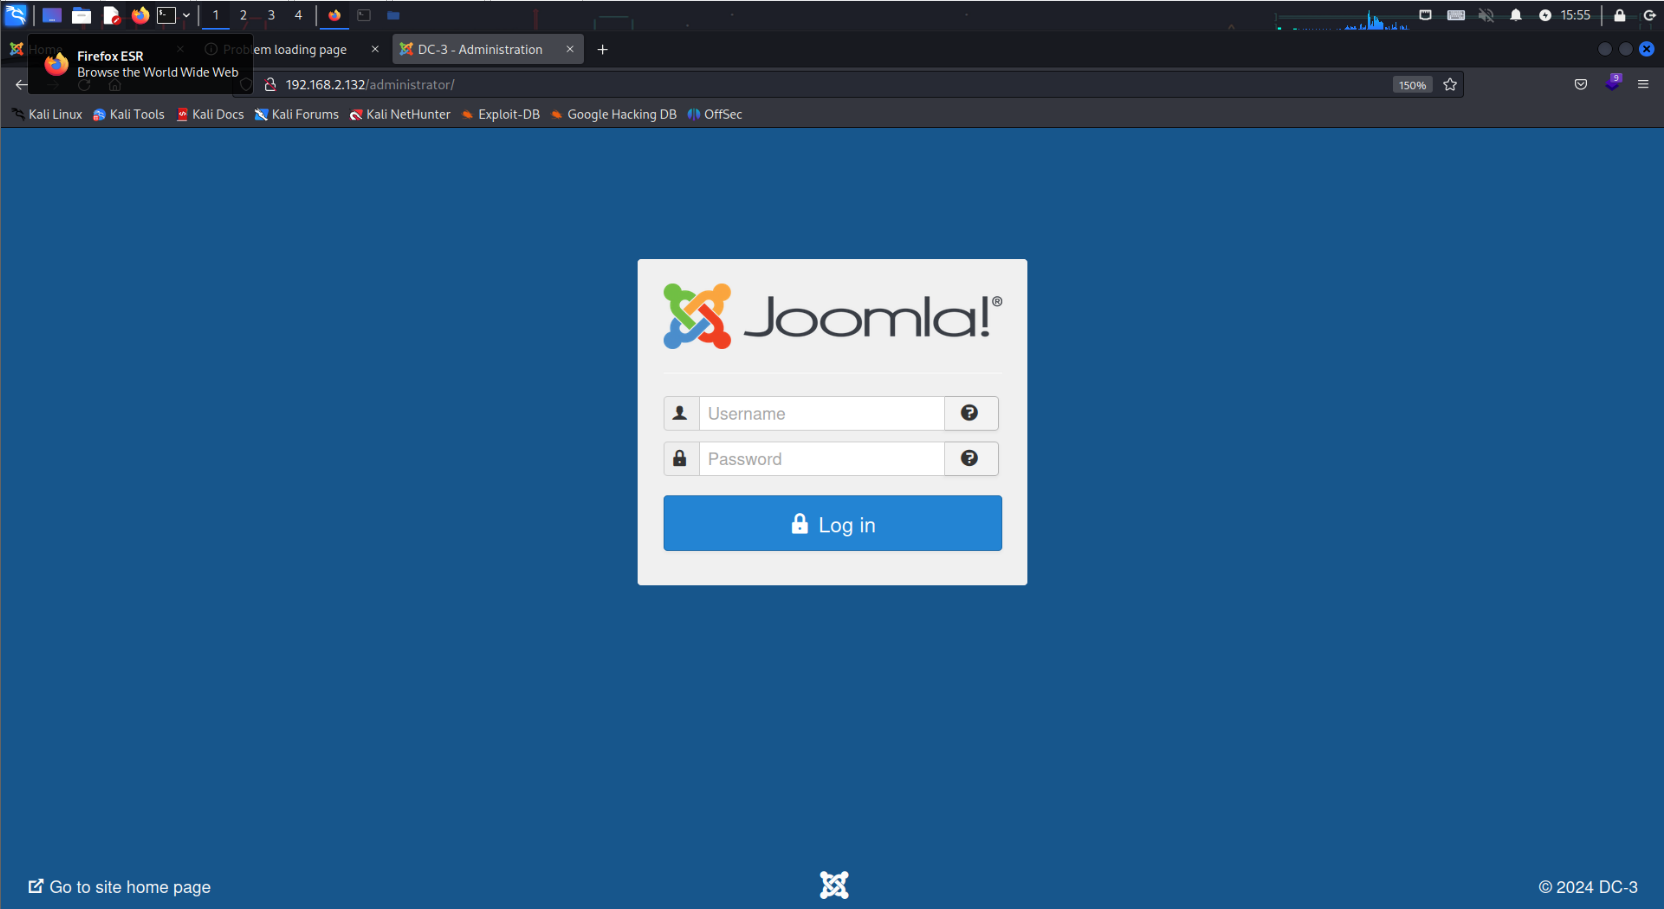 1 2 3 4 15:55
Home Problem loading page DC-3 - Administration
Firefox ESR
Browse the World Wide Web
192.168.2.132/administrator/ 150% 9
Kali Linux Kali Tools Kali Docs Kali Forums Kali NetHunter Exploit-DB Google Hacking DB OffSec
Joomla!®
Username
Password
Log in
Go to site home page © 2024 DC-3